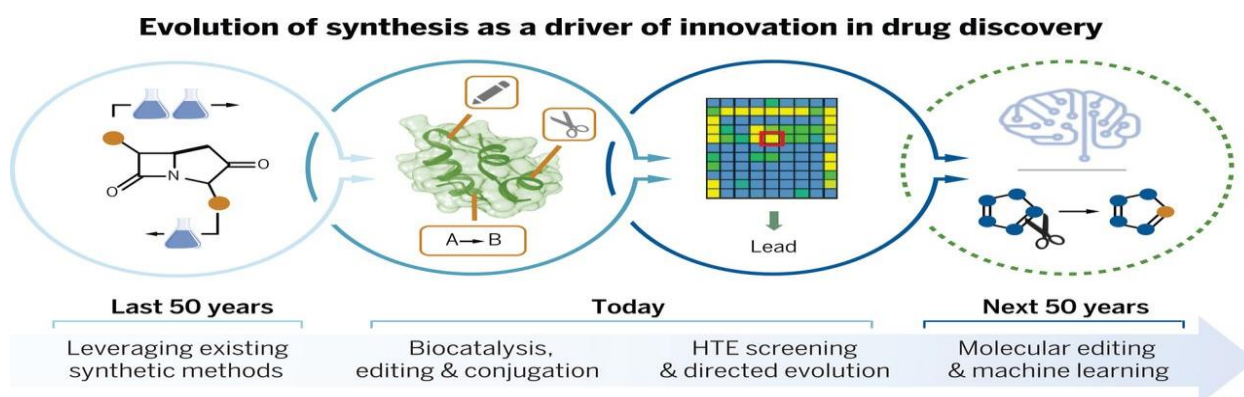 Evolution of synthesis as a driver of innovation in drug discovery
O
N
O
A → B
Lead
Last 50 years
Today
Next 50 years
Leveraging existing
synthetic methods
Biocatalysis,
editing & conjugation
HTE screening
& directed evolution
Molecular editing
& machine learning